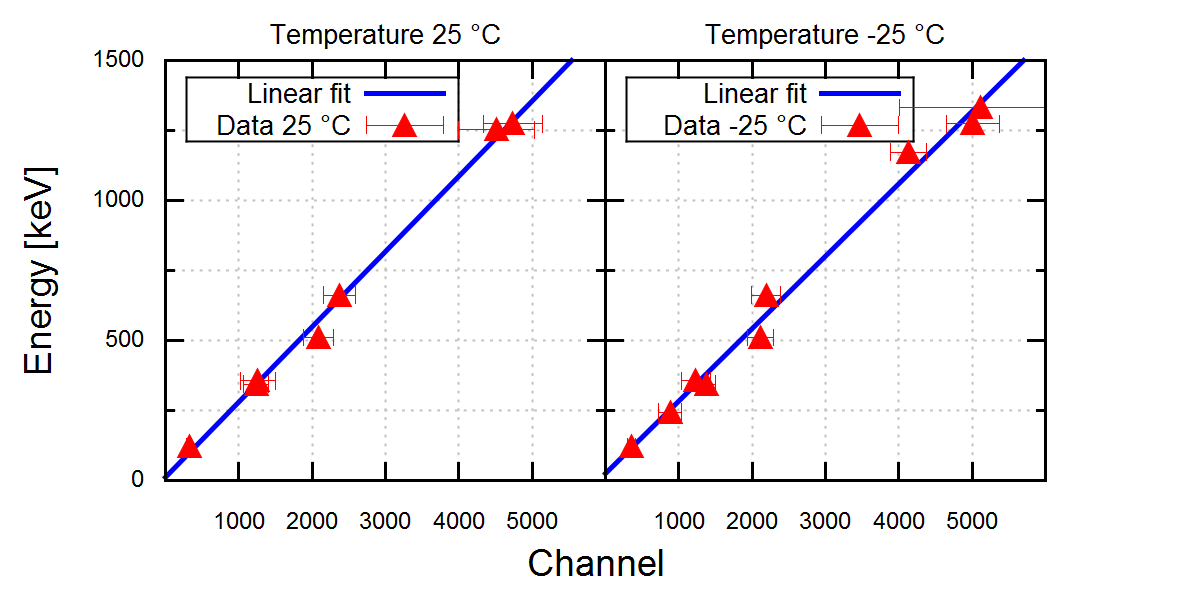 Temperature 25 °C Temperature -25 °C
1500
Linear fit Linear fit
Data 25 °C Data -25 °C
1000
500
0
Energy [keV]
1000 2000 3000 4000 5000 1000 2000 3000 4000 5000
Channel